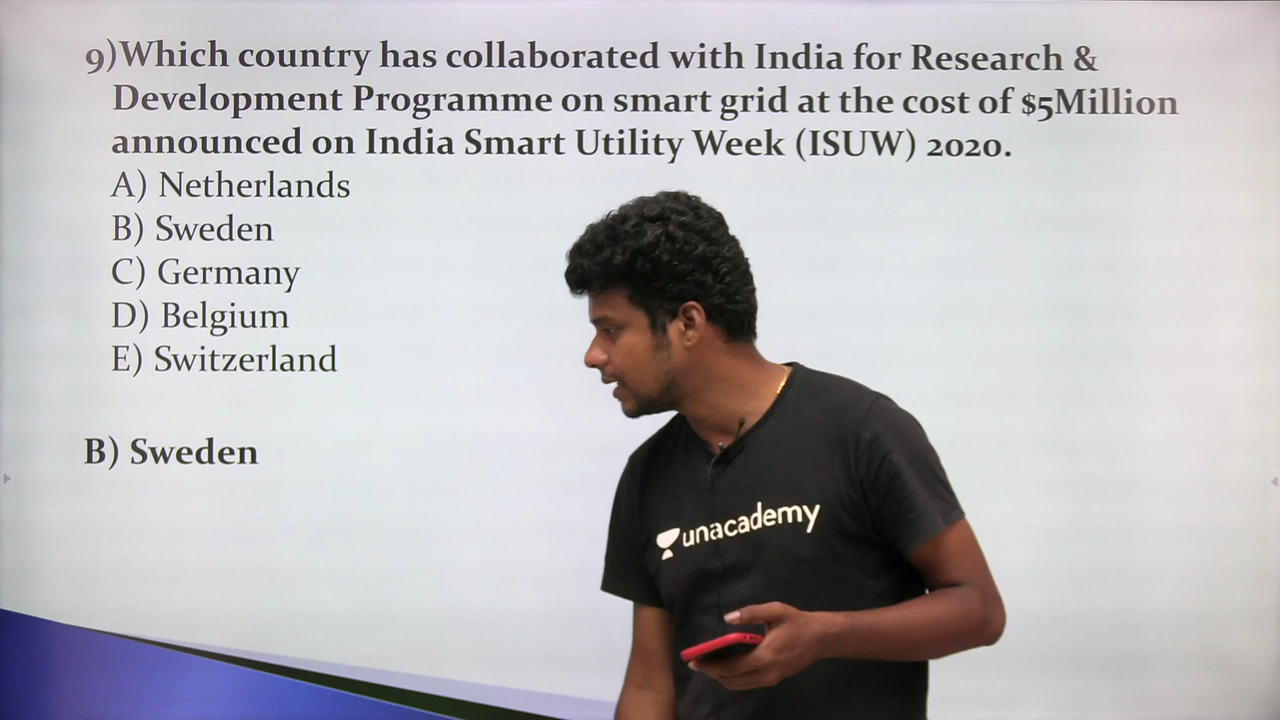 9)Which country has collaborated with India for Research &
Development Programme on smart grid at the cost of $5Million
announced on India Smart Utility Week (ISUW) 2020.
A) Netherlands
B) Sweden
C) Germany
D) Belgium
E) Switzerland
B) Sweden
unacademy